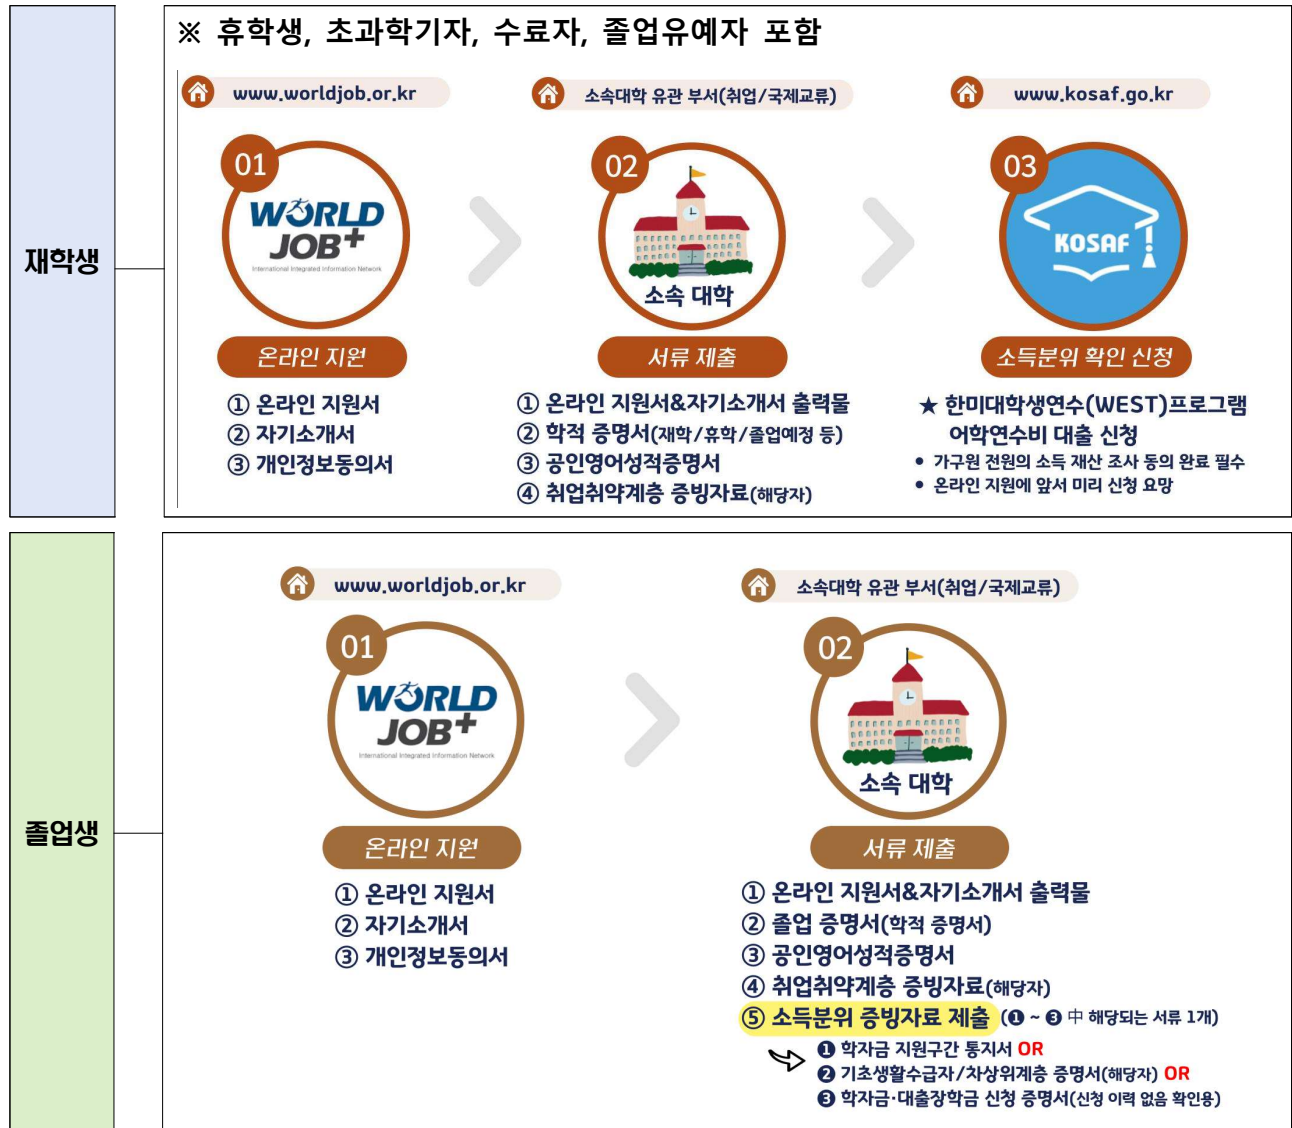 재학생
※ 휴학생, 초과학기자, 수료자, 졸업유예자 포함
www.worldjob.or.kr
01
WORLD
JOB+
International Integrated Information Network
온라인 지원
① 온라인 지원서
② 자기소개서
③ 개인정보동의서
소속대학 유관 부서(취업/국제교류)
02
소속 대학
서류 제출
① 온라인 지원서&자기소개서 출력물
② 학적 증명서(재학/휴학/졸업예정 등)
③ 공인영어성적증명서
④ 취업취약계층 증빙자료(해당자)
www.kosaf.go.kr
03
KOSAF
소득분위 확인 신청
★ 한미대학생연수(WEST)프로그램
어학연수비 대출 신청
• 가구원 전원의 소득 재산 조사 동의 완료 필수
• 온라인 지원에 앞서 미리 신청 요망
졸업생
www.worldjob.or.kr
01
WORLD
JOB+
International Integrated Information Network
온라인 지원
① 온라인 지원서
② 자기소개서
③ 개인정보동의서
소속대학 유관 부서(취업/국제교류)
02
소속 대학
서류 제출
① 온라인 지원서&자기소개서 출력물
② 졸업 증명서(학적 증명서)
③ 공인영어성적증명서
④ 취업취약계층 증빙자료(해당자)
⑤ 소득분위 증빙자료 제출 (❶ ~ ❸ 中 해당되는 서류 1개)
❶ 학자금 지원구간 통지서 OR
❷ 기초생활수급자/차상위계층 증명서(해당자) OR
❸ 학자금·대출장학금 신청 증명서(신청 이력 없음 확인용)